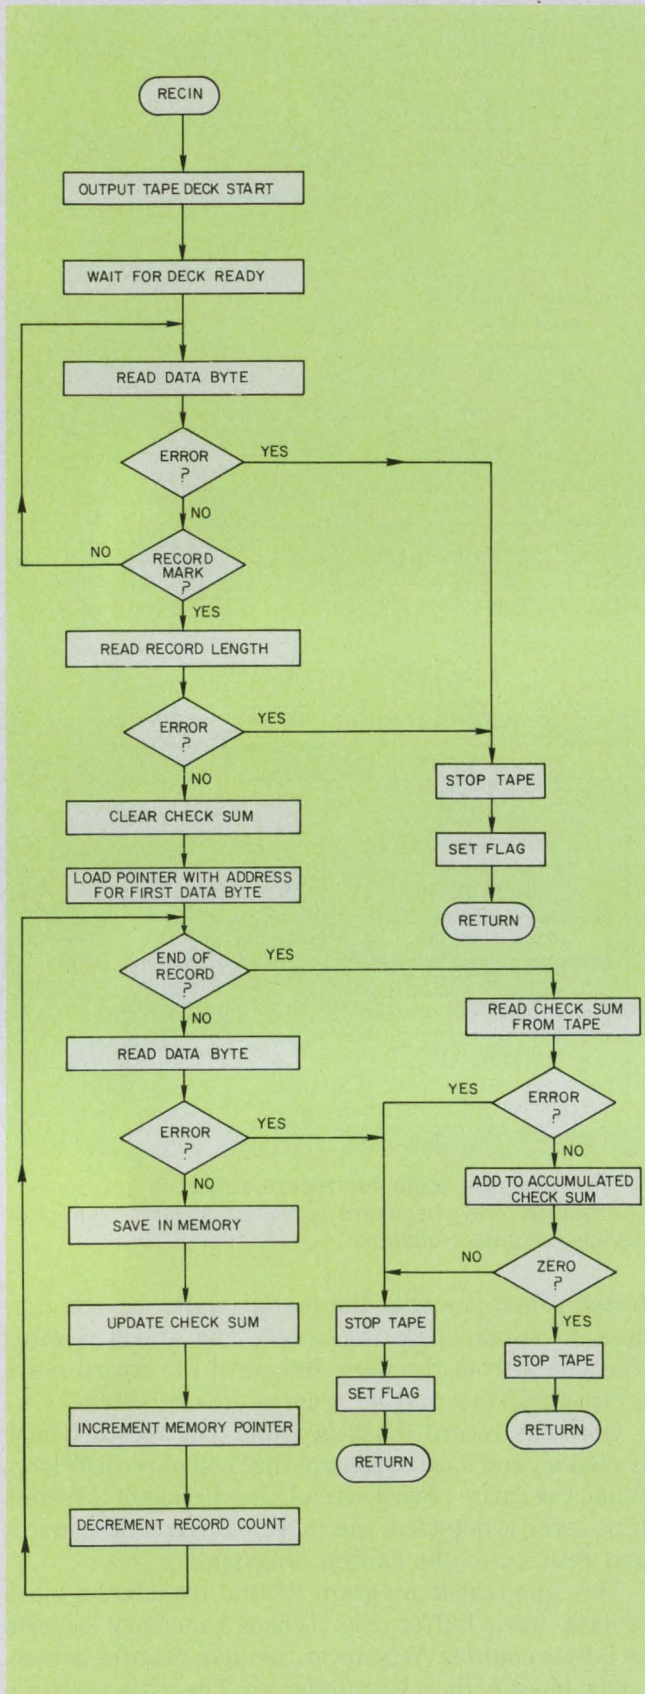 RECIN
OUTPUT TAPE DECK START
WAIT FOR DECK READY
READ DATA BYTE
ERROR
?
YES
NO
RECORD
MARK
?
NO
YES
READ RECORD LENGTH
ERROR
?
YES
NO
STOP TAPE
SET FLAG
RETURN
CLEAR CHECK SUM
LOAD POINTER WITH ADDRESS
FOR FIRST DATA BYTE
END OF
RECORD
?
YES
NO
READ CHECK SUM
FROM TAPE
READ DATA BYTE
ERROR
?
YES
NO
ERROR
?
YES
NO
ADD TO ACCUMULATED
CHECK SUM
SAVE IN MEMORY
ZERO
?
NO
YES
UPDATE CHECK SUM
STOP TAPE
SET FLAG
RETURN
STOP TAPE
RETURN
INCREMENT MEMORY POINTER
DECREMENT RECORD COUNT